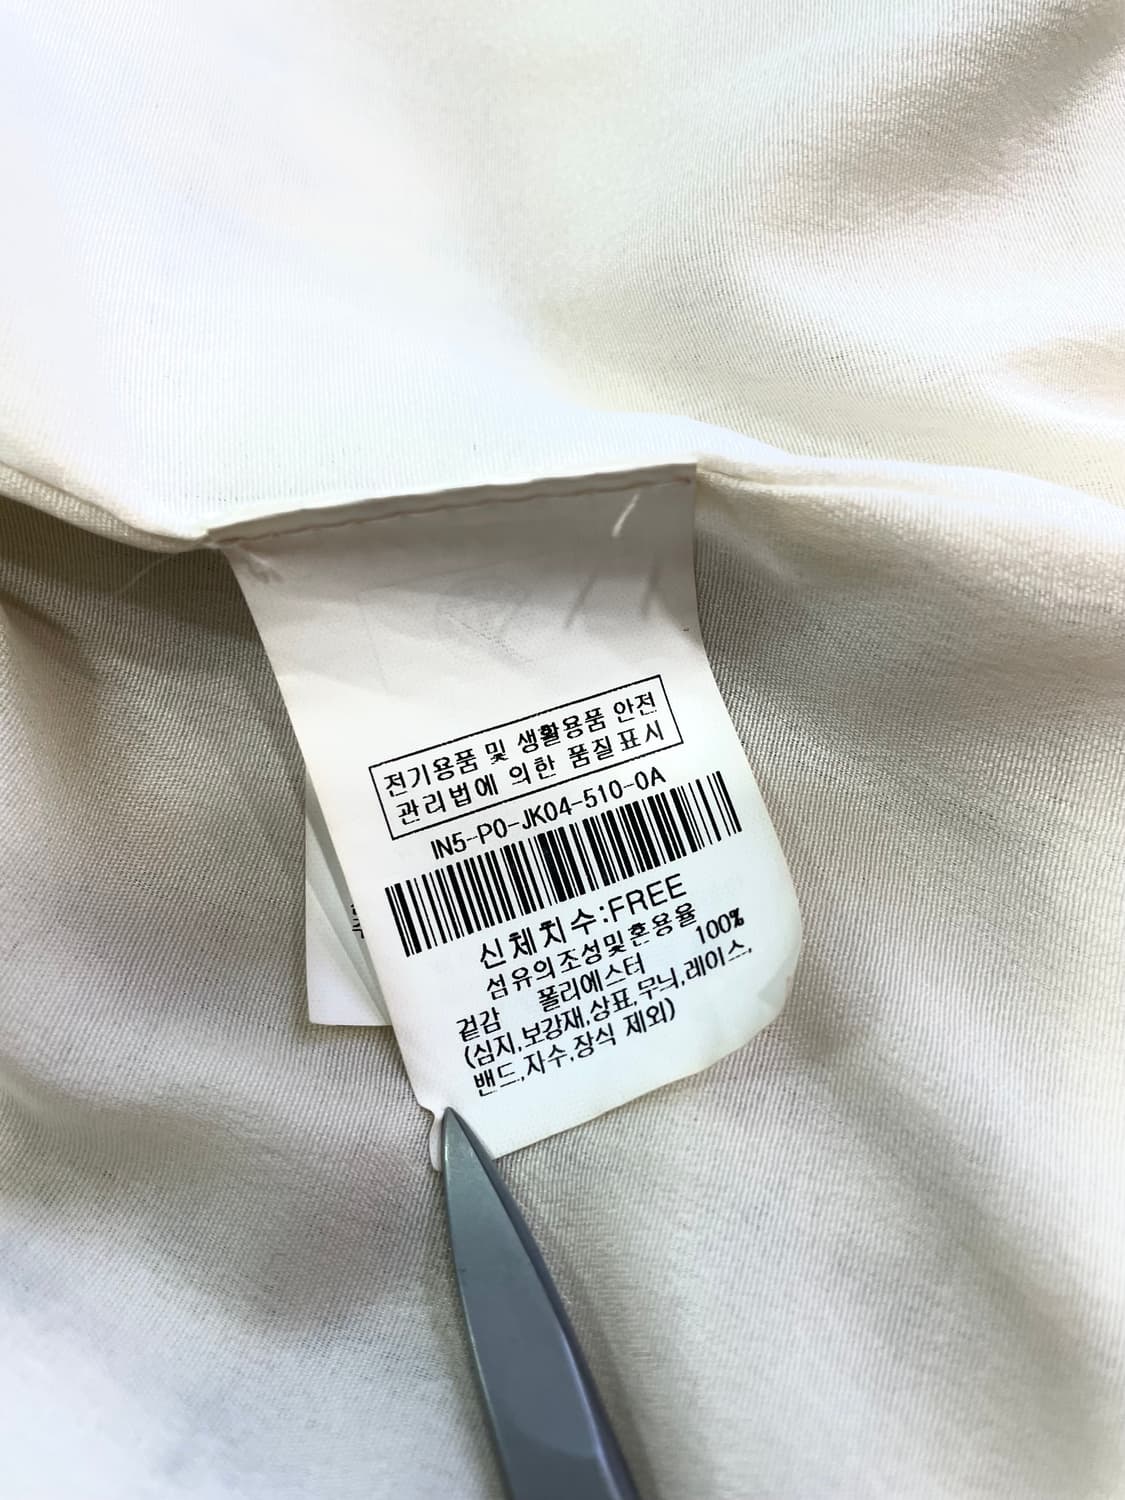 전기용품 및 생활용품 안전
관리법에 의한 품질표시
IN5-P0-JK04-510-0A
신체치수:FREE
섬유의조성및혼용율
겉감 폴리에스터 100%
(심지,보강재,상표,무늬,레이스,
밴드,자수,장식 제외)